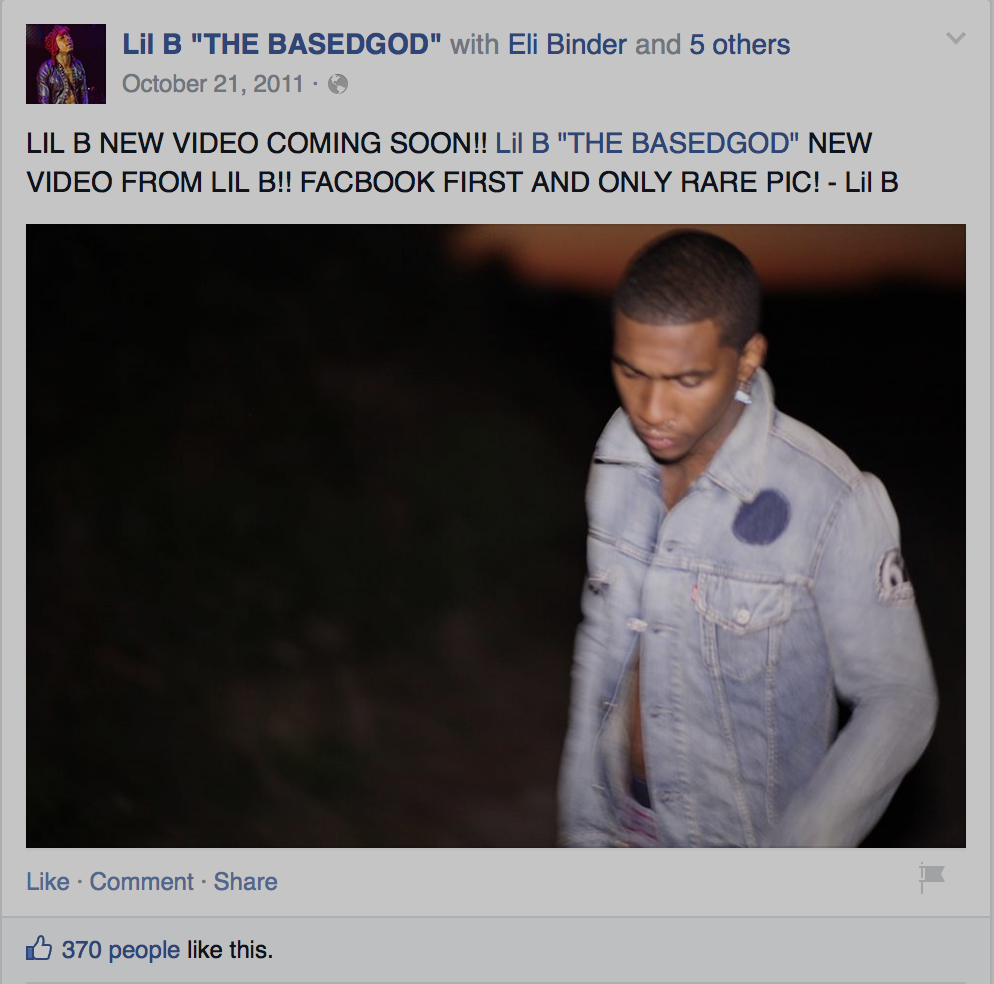 Lil B "THE BASEDGOD" with Eli Binder and 5 others
October 21, 2011 ·
LIL B NEW VIDEO COMING SOON!! Lil B "THE BASEDGOD" NEW
VIDEO FROM LIL B!! FACBOOK FIRST AND ONLY RARE PIC! - Lil B
Like · Comment · Share
370 people like this.